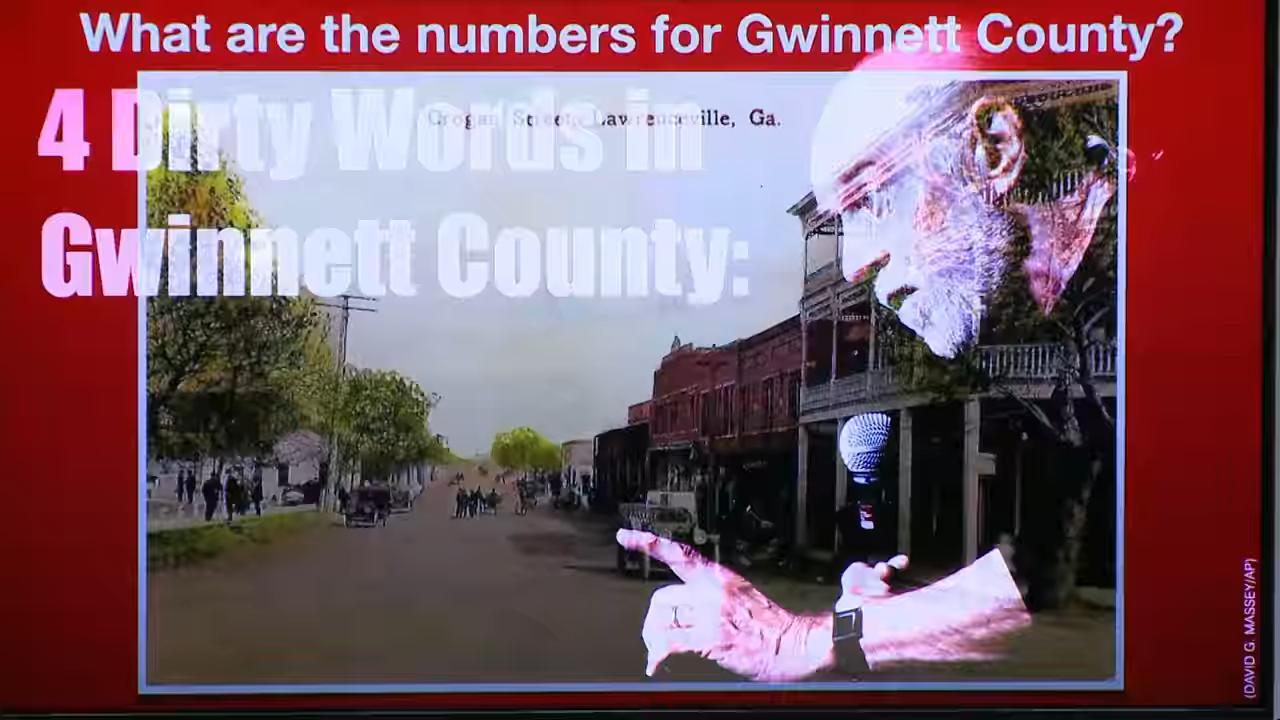 What are the numbers for Gwinnett County?
4 Dirty Words in
Grogan Street, Lawrenceville, Ga.
Gwinnett County:
(DAVID G. MASSEY/AP)